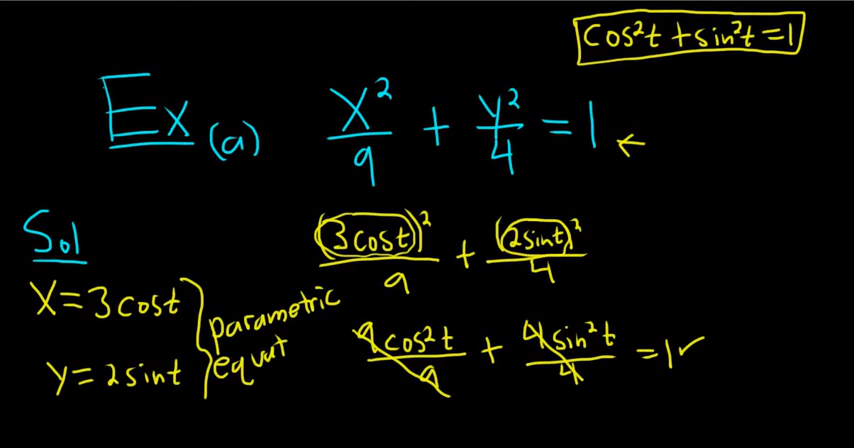 cos²t + sin²t = 1
Ex (a) x²/9 + y²/4 = 1 ←
Sol
(3cost)²/9 + (2sint)²/4
x = 3cost
y = 2sint
parametric
equat
9cos²t/9 + 4sin²t/4 = 1 ✓